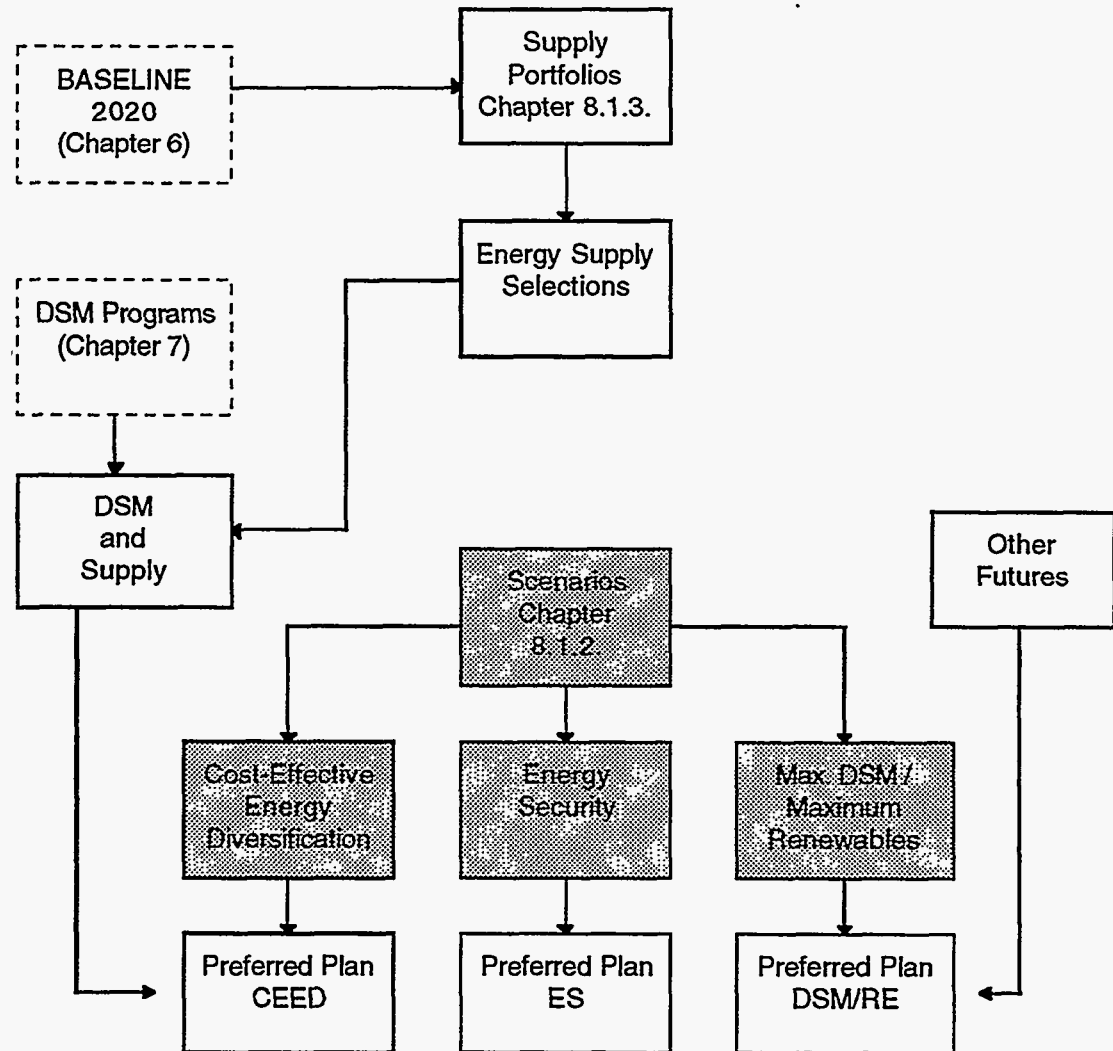 BASELINE
2020
(Chapter 6)
Supply
Portfolios
Chapter 8.1.3.
Energy Supply
Selections
DSM Programs
(Chapter 7)
DSM
and
Supply
Other
Futures
Scenarios
Chapter
8.1.2.
Cost-Effective
Energy
Diversification
Energy
Security
Max. DSM /
Maximum
Renewables
Preferred Plan
CEED
Preferred Plan
ES
Preferred Plan
DSM/RE